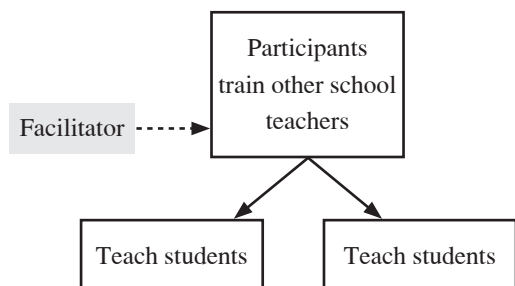 Participants
train other school
teachers
Facilitator
Teach students
Teach students